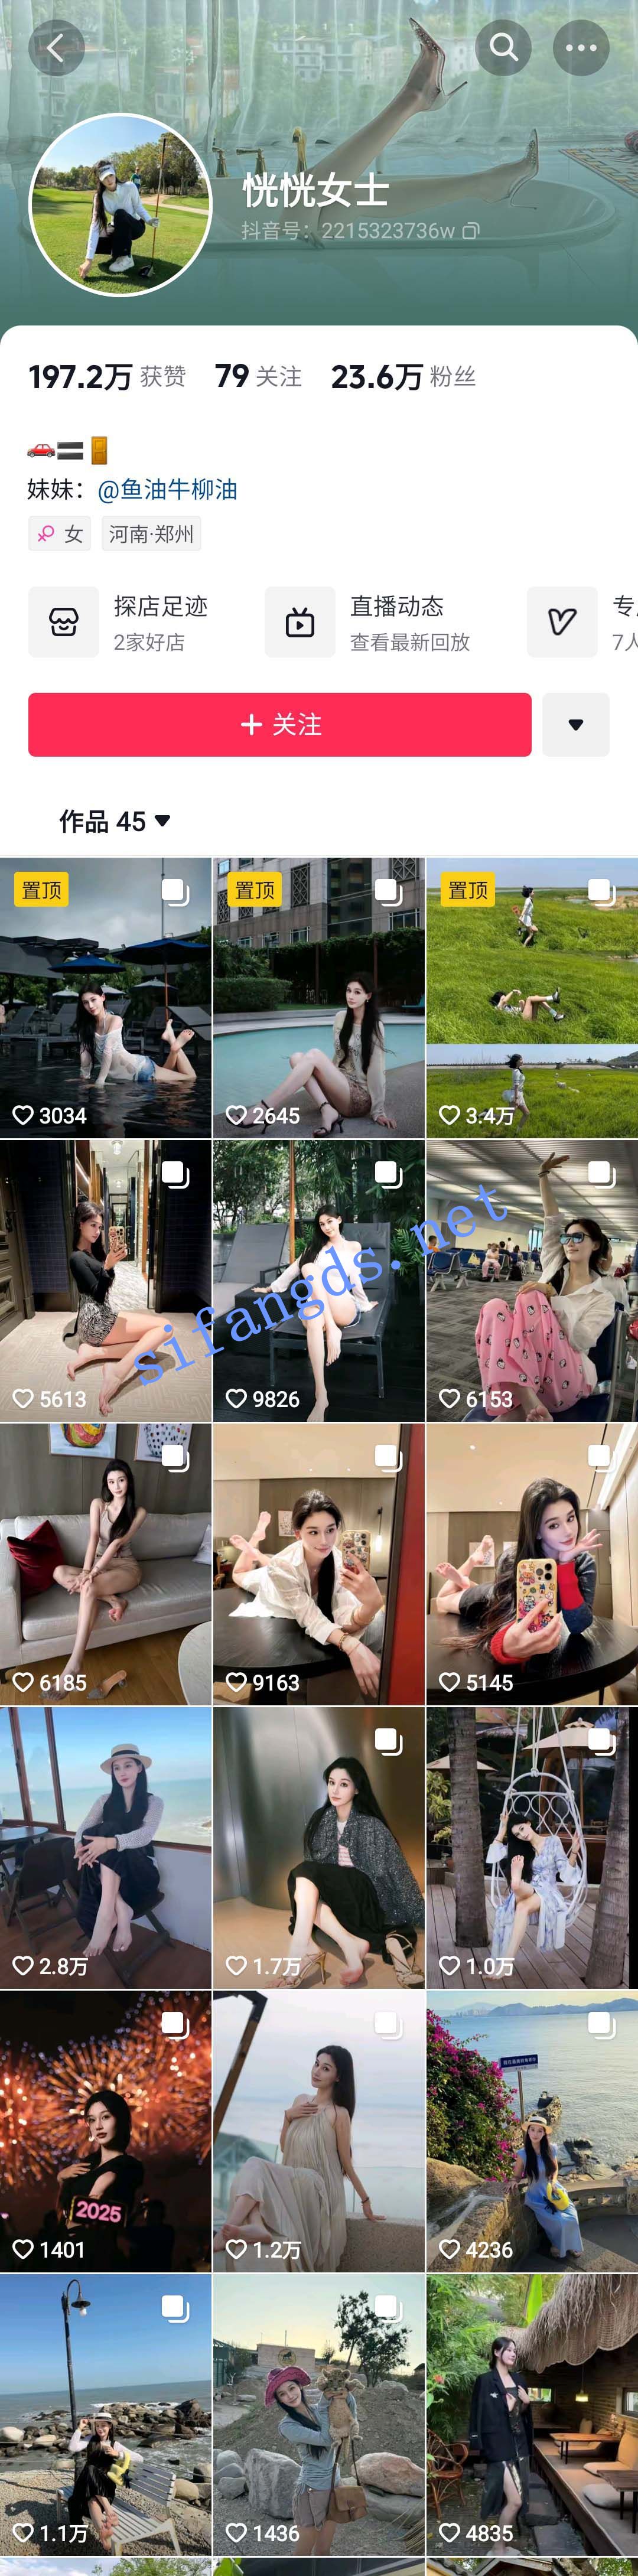 恍恍女士
抖音号：2215323736w
197.2万 获赞 79 关注 23.6万 粉丝
妹妹：@鱼油牛柳油
女 河南·郑州
探店足迹 直播动态
2家好店 查看最新回放 7人
关注
作品 45
置顶 置顶 置顶
3034 2645 3.4万
sifangds.net
5613 9826 6153
6185 9163 5145
2.8万 1.7万 1.0万
2025
1401 1.2万 4236
1.1万 1436 4835